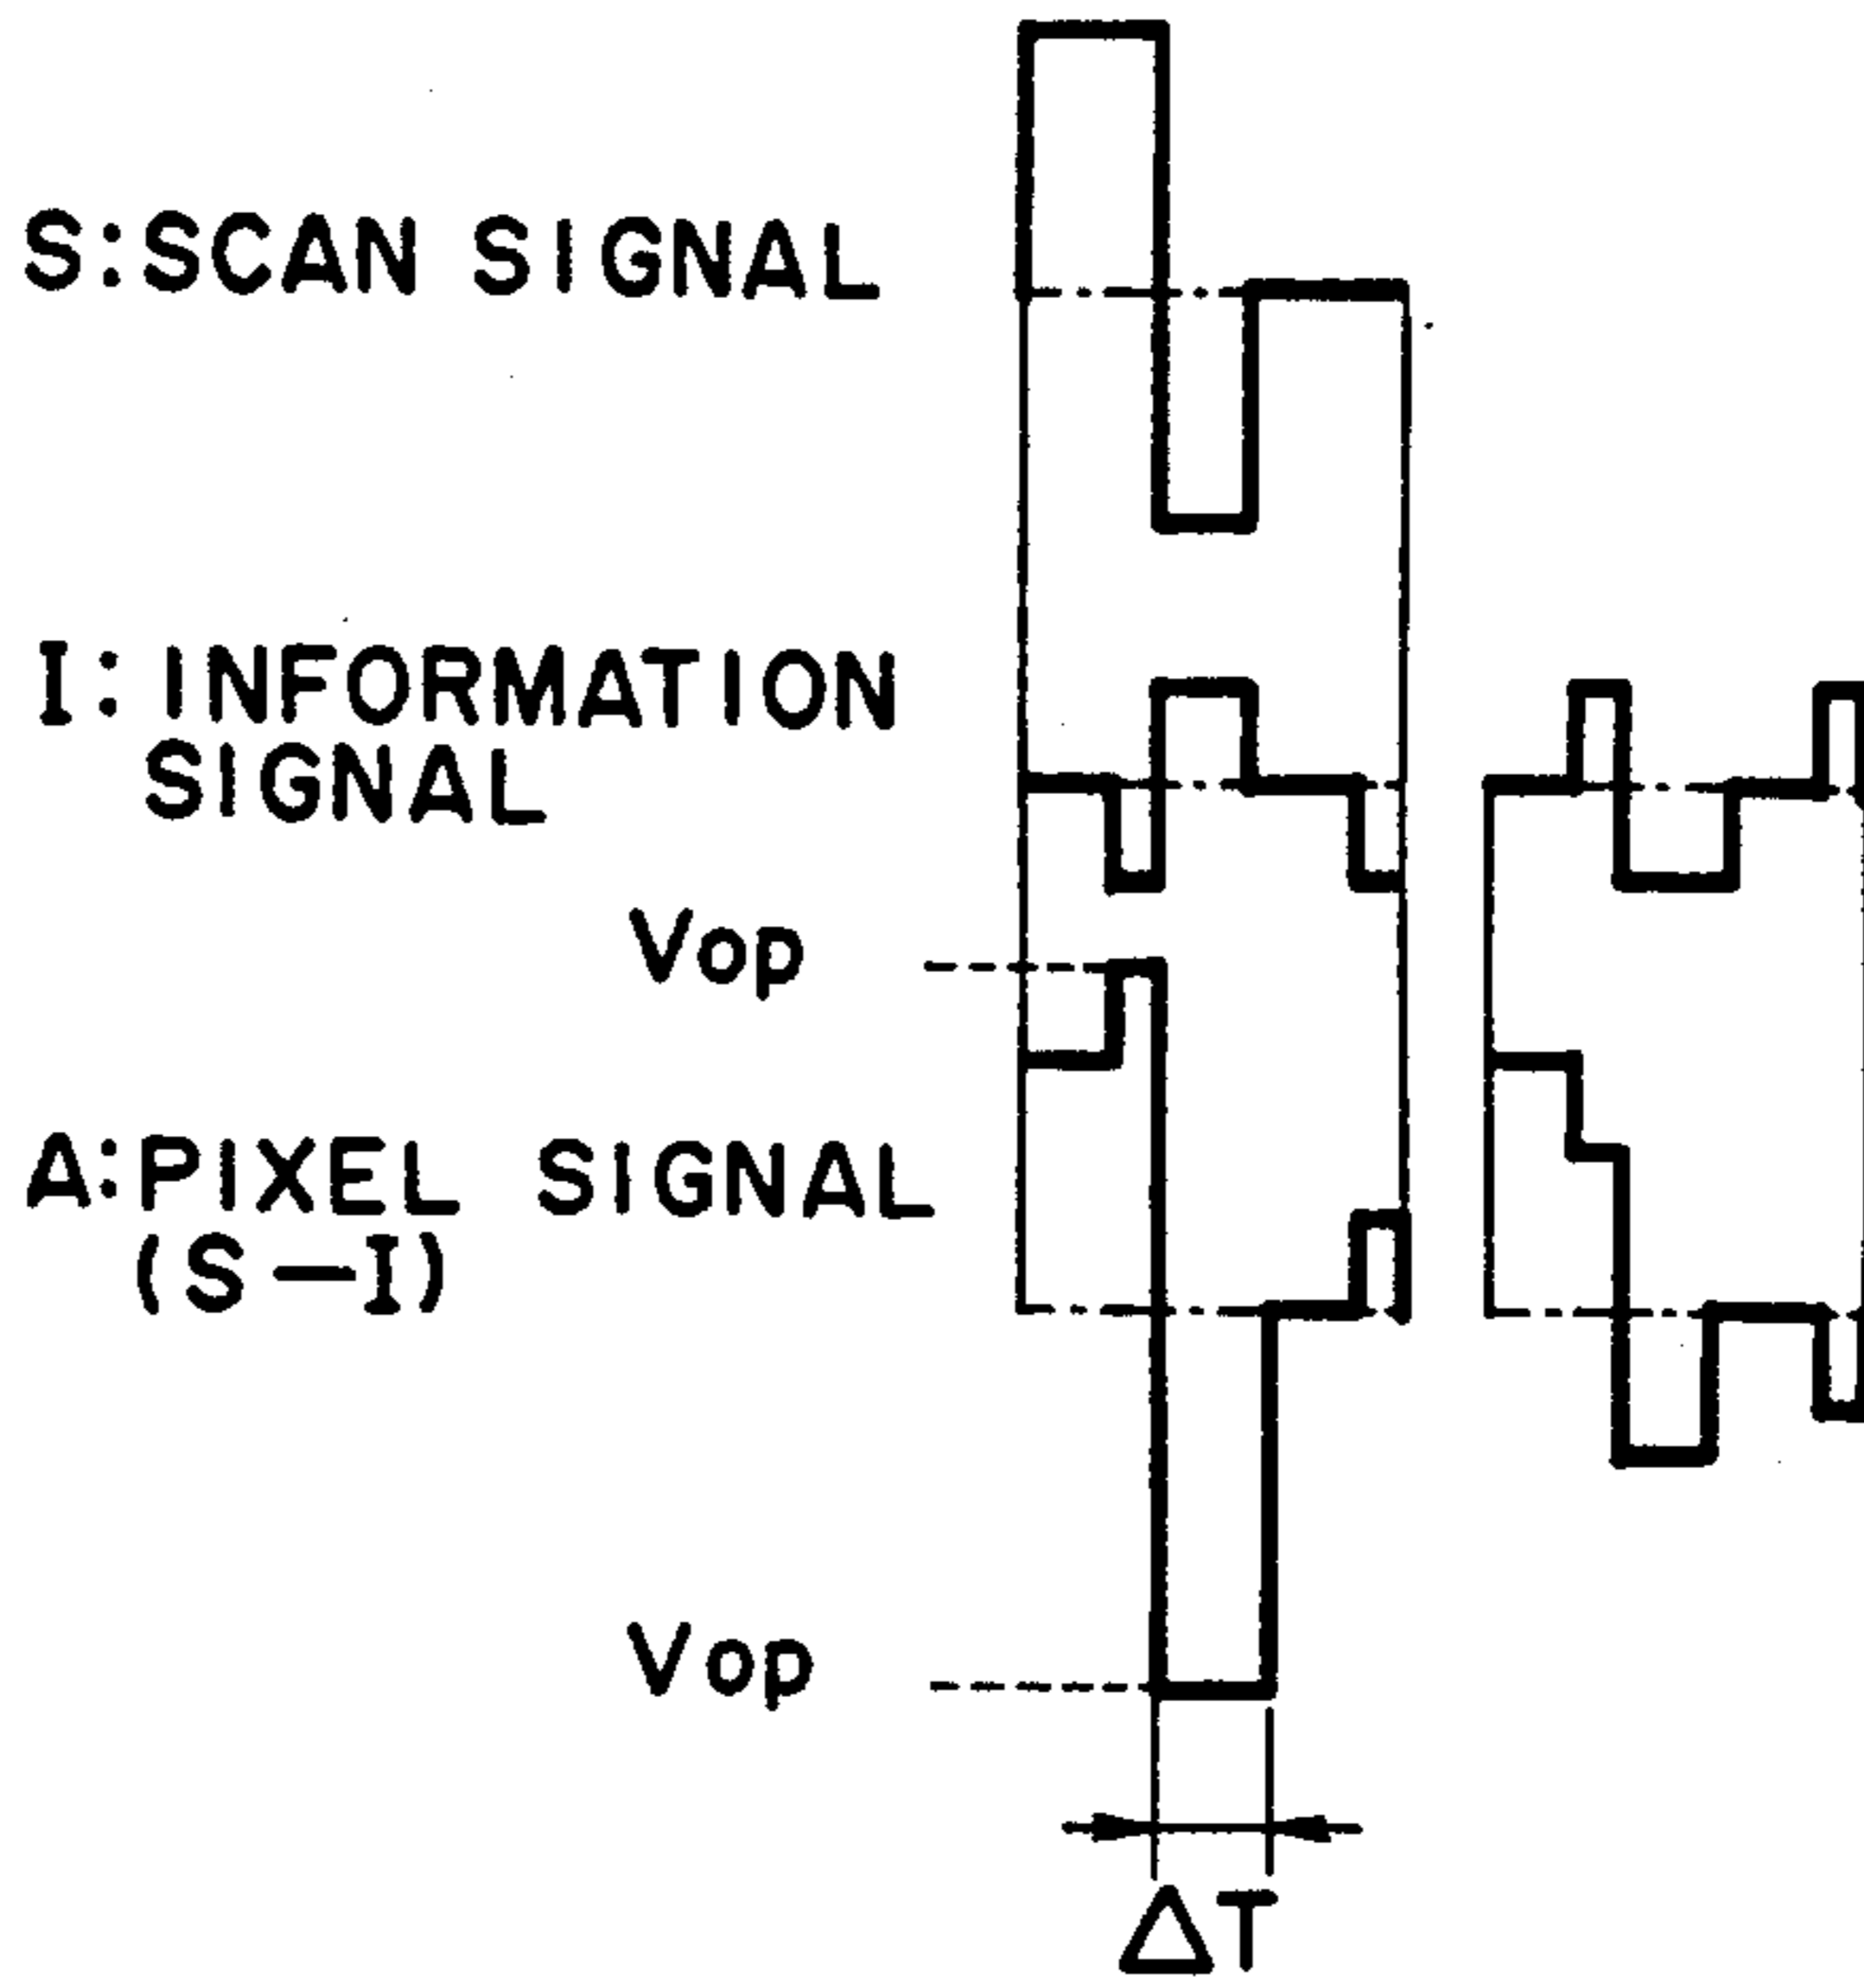 S:SCAN SIGNAL
I: INFORMATION
SIGNAL
Vop
A:PIXEL SIGNAL
(S—I)
Vop
ΔT